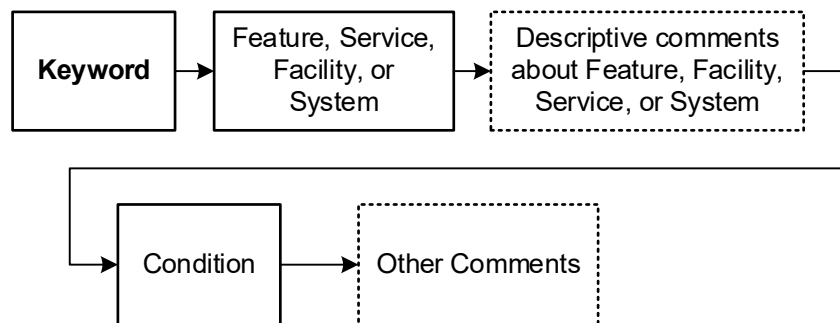 Keyword
Feature, Service,
Facility, or
System
Descriptive comments
about Feature, Facility,
Service, or System
Condition
Other Comments